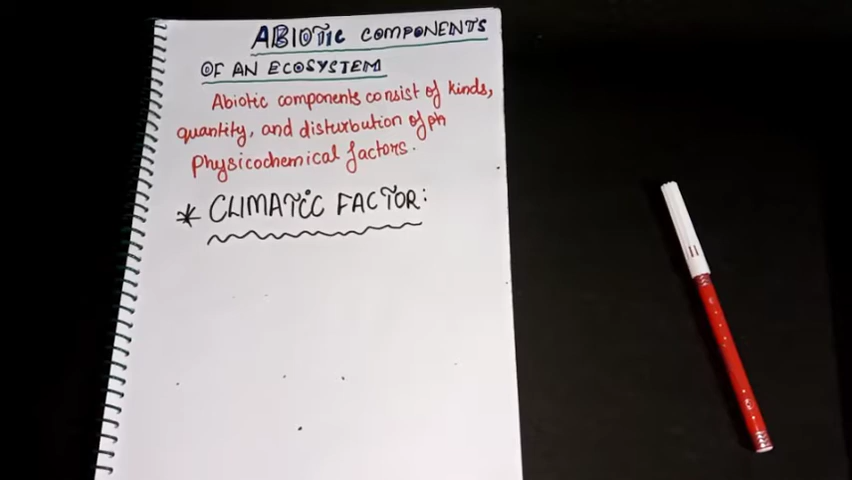 ABIOTIC COMPONENTS
OF AN ECOSYSTEM
Abiotic components consist of kinds,
quantity, and disturbution of ph
Physicochemical factors.
* CLIMATIC FACTOR: